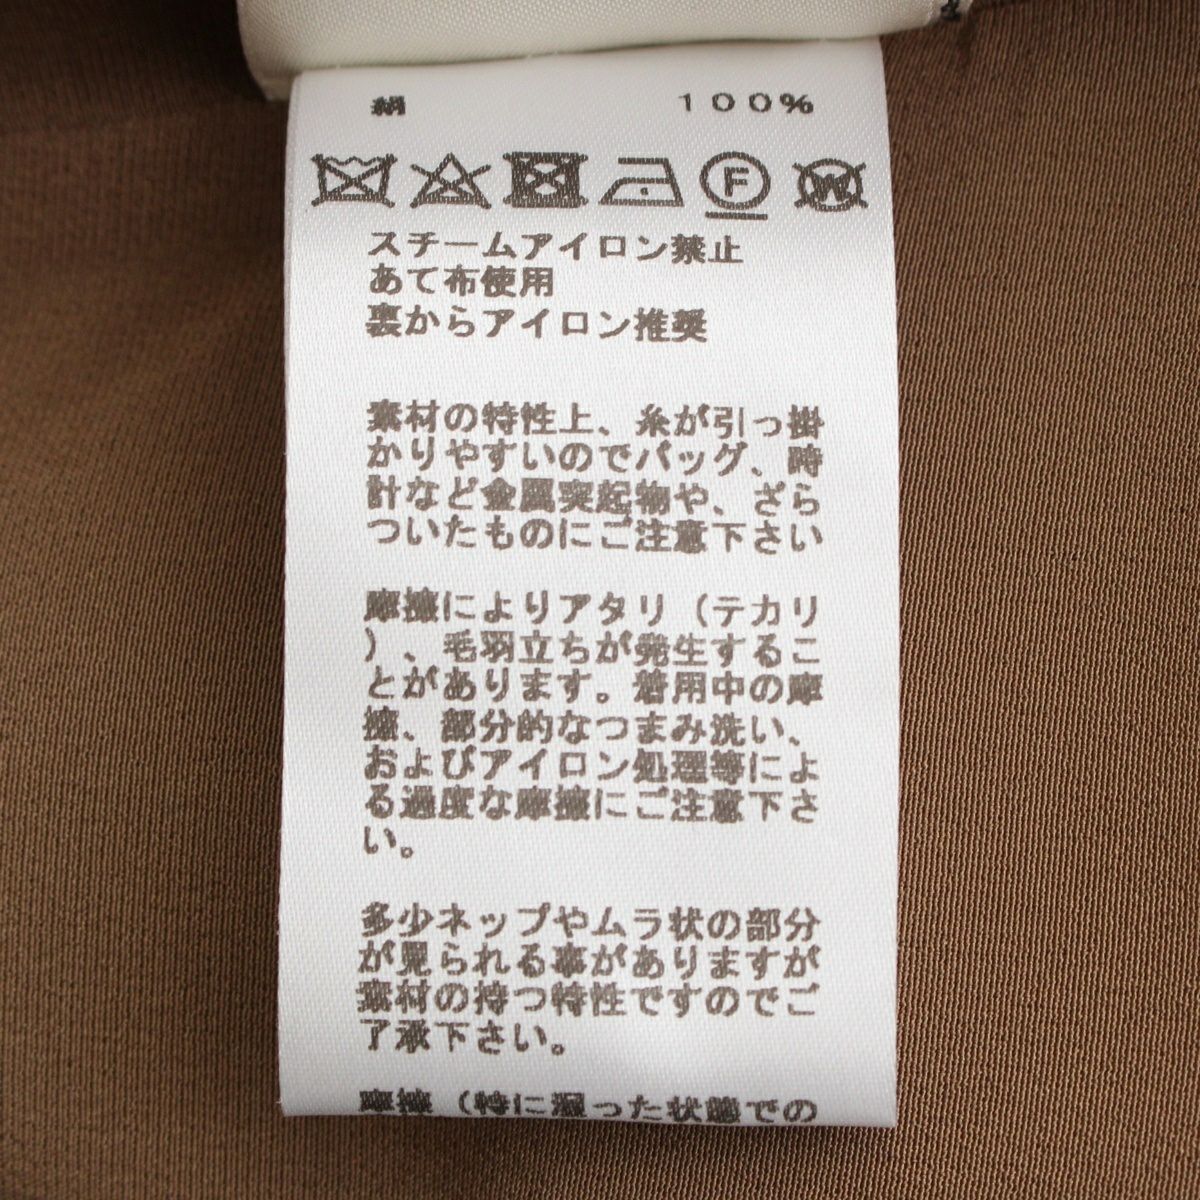 絹 100%
F W
スチームアイロン禁止
あて布使用
裏からアイロン推奨
素材の特性上、糸が引っ掛
かりやすいのでバッグ、時
計など金属突起物や、ざら
ついたものにご注意下さい
摩擦によりアタリ（テカリ
）、毛羽立ちが発生するこ
とがあります。着用中の摩
擦、部分的なつまみ洗い、
およびアイロン処理等によ
る過度な摩擦にご注意下さ
い。
多少ネップやムラ状の部分
が見られる事がありますが
素材の持つ特性ですのでご
了承下さい。
摩擦（特に湿った状態での